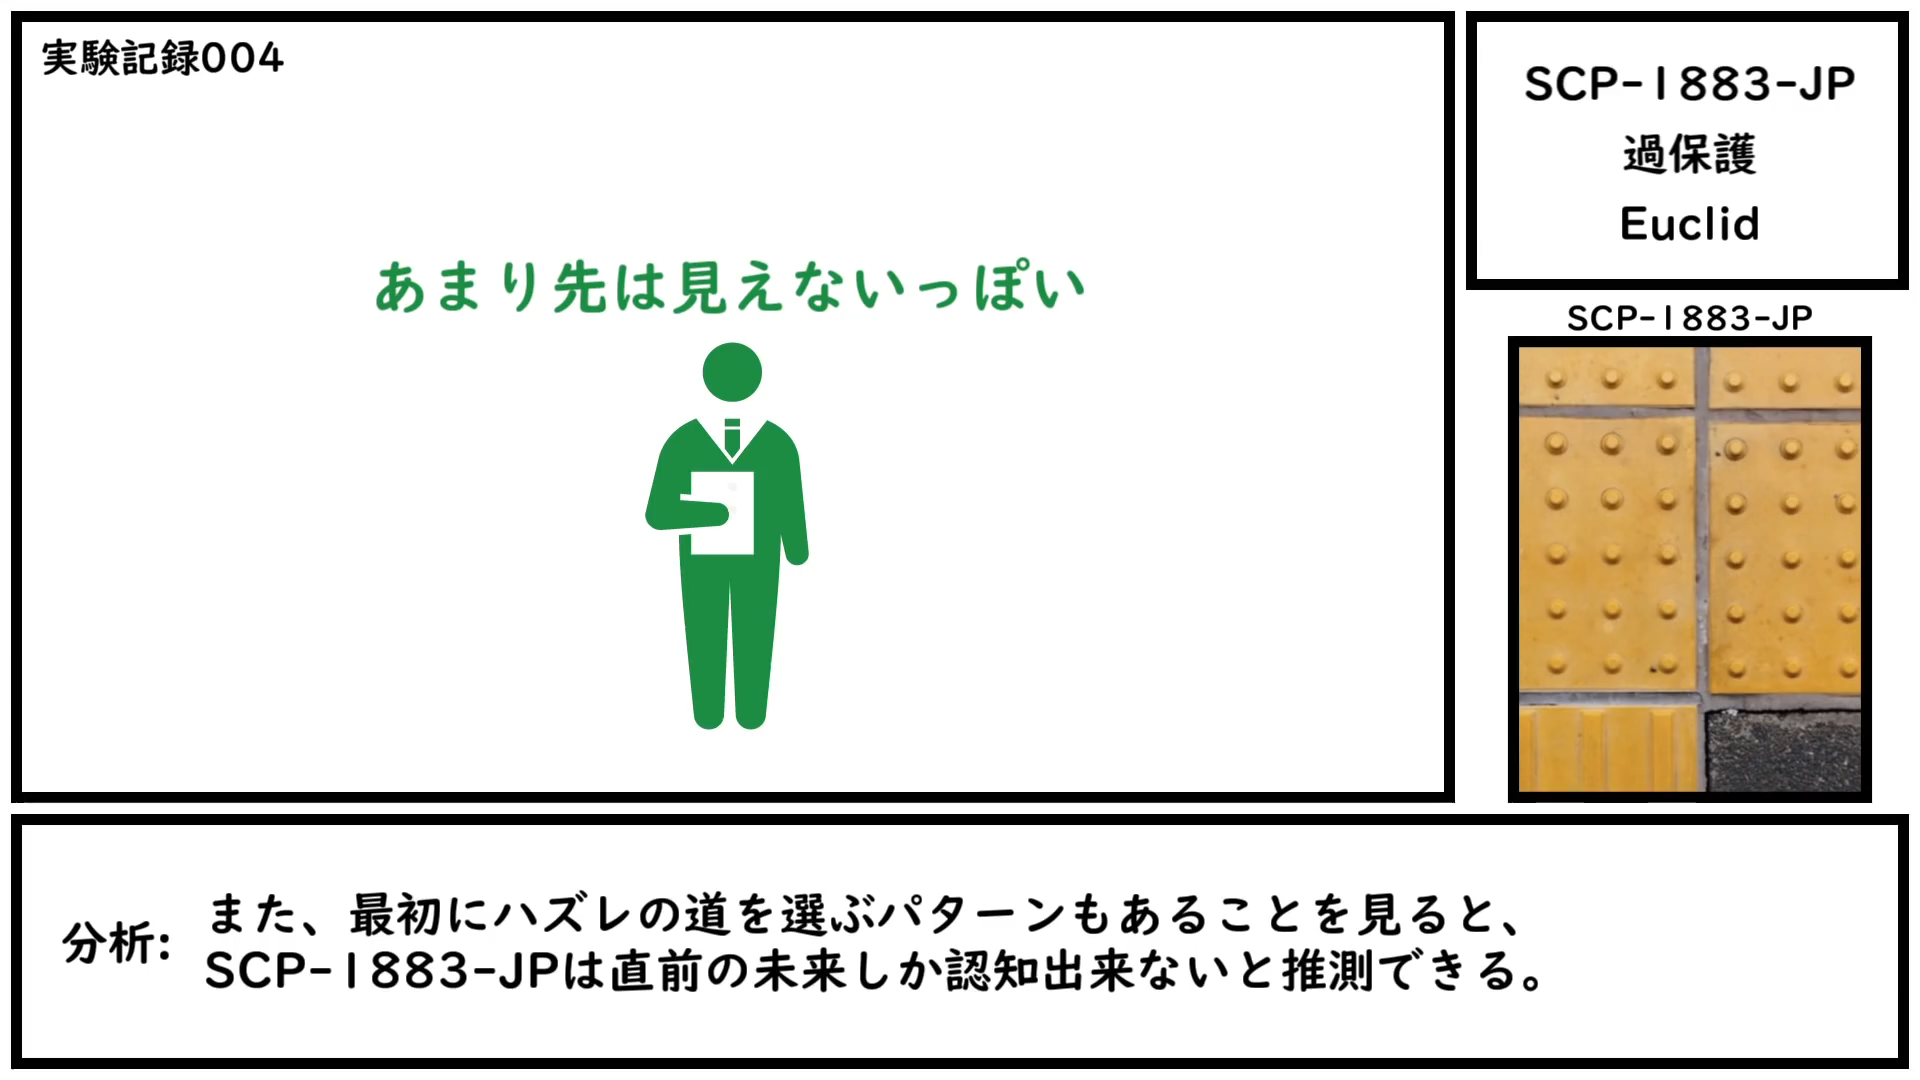 実験記録004
あまり先は見えないっぽい
SCP-1883-JP
過保護
Euclid
SCP-1883-JP
分析:
また、最初にハズレの道を選ぶパターンもあることを見ると、
SCP-1883-JPは直前の未来しか認知出来ないと推測できる。